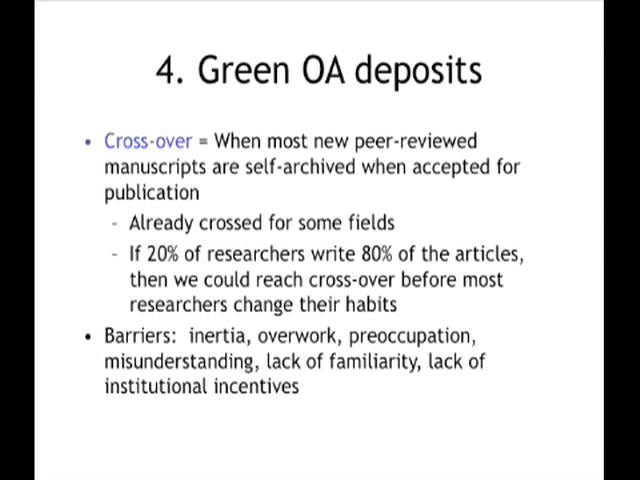 4. Green OA deposits
• Cross-over = When most new peer-reviewed
manuscripts are self-archived when accepted for
publication
- Already crossed for some fields
- If 20% of researchers write 80% of the articles,
then we could reach cross-over before most
researchers change their habits
• Barriers: inertia, overwork, preoccupation,
misunderstanding, lack of familiarity, lack of
institutional incentives